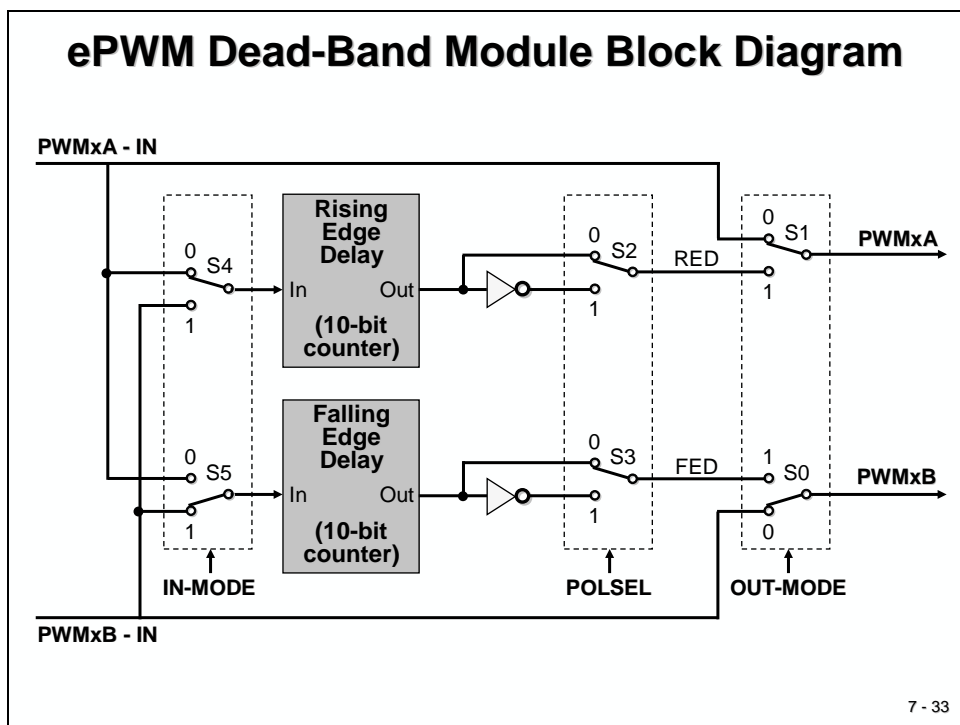 ePWM Dead-Band Module Block Diagram
PWMxA - IN
Rising
Edge
Delay
In
Out
(10-bit
counter)
0
S4
1
0
S2
1
RED
0
S1
1
PWMxA
Falling
Edge
Delay
In
Out
(10-bit
counter)
0
S5
1
0
S3
1
FED
1
S0
0
PWMxB
IN-MODE
POLSEL
OUT-MODE
PWMxB - IN
7 - 33